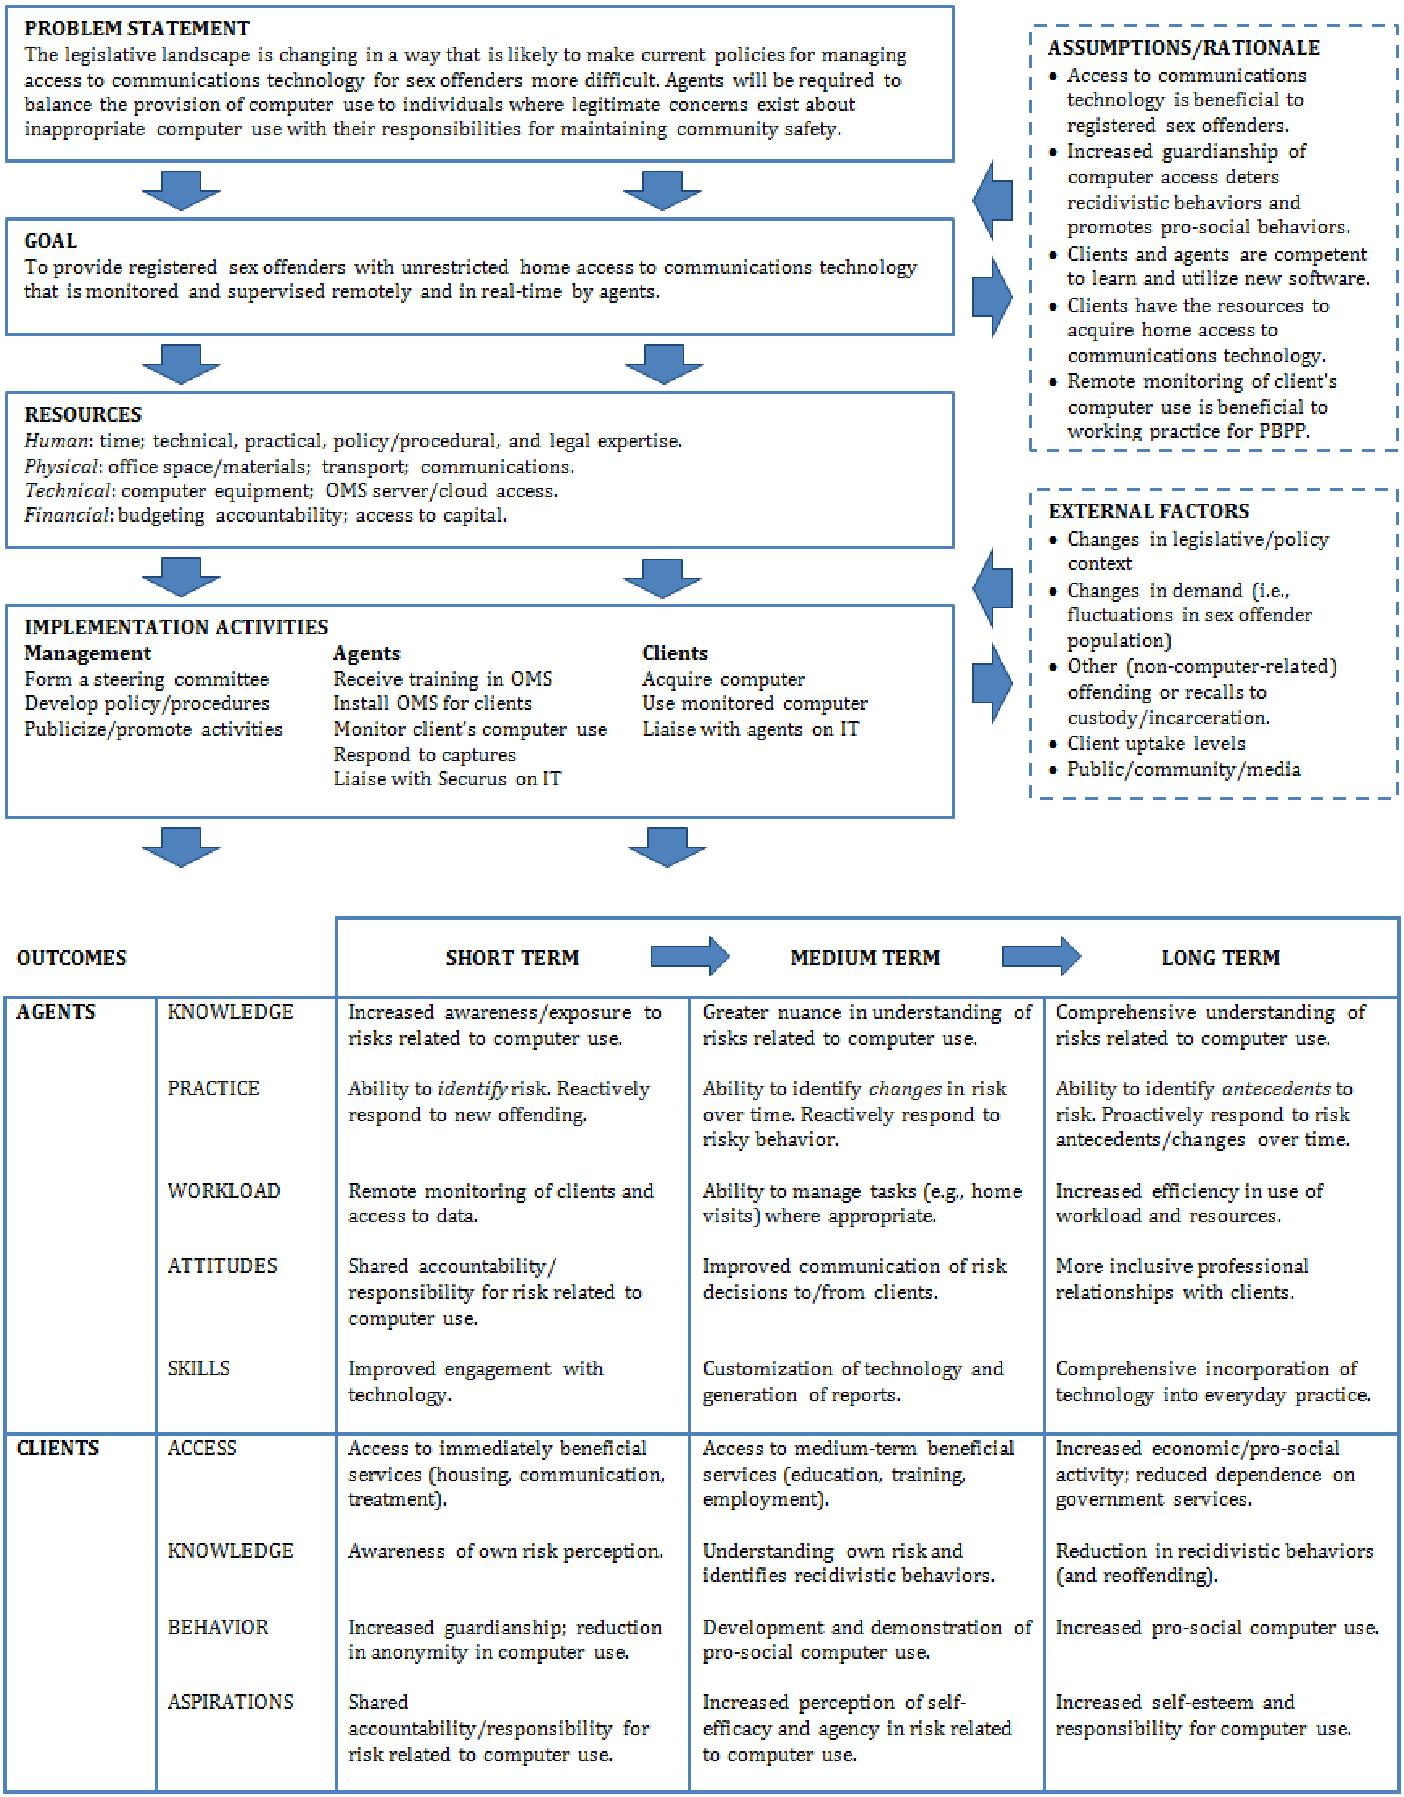 PROBLEM STATEMENT
The legislative landscape is changing in a way that is likely to make current policies for managing
access to communications technology for sex offenders more difficult. Agents will be required to
balance the provision of computer use to individuals where legitimate concerns exist about
inappropriate computer use with their responsibilities for maintaining community safety.
GOAL
To provide registered sex offenders with unrestricted home access to communications technology
that is monitored and supervised remotely and in real-time by agents.
RESOURCES
Human: time; technical, practical, policy/procedural, and legal expertise.
Physical: office space/materials; transport; communications.
Technical: computer equipment; OMS server/cloud access.
Financial: budgeting accountability; access to capital.
IMPLEMENTATION ACTIVITIES
Management
Form a steering committee
Develop policy/procedures
Publicize/promote activities
Agents
Receive training in OMS
Install OMS for clients
Monitor client's computer use
Respond to captures
Liaise with Securus on IT
Clients
Acquire computer
Use monitored computer
Liaise with agents on IT
ASSUMPTIONS/RATIONALE
• Access to communications
technology is beneficial to
registered sex offenders.
• Increased guardianship of
computer access deters
recidivistic behaviors and
promotes pro-social behaviors.
• Clients and agents are competent
to learn and utilize new software.
• Clients have the resources to
acquire home access to
communications technology.
• Remote monitoring of client's
computer use is beneficial to
working practice for PBPP.
EXTERNAL FACTORS
• Changes in legislative/policy
context
• Changes in demand (i.e.,
fluctuations in sex offender
population)
• Other (non-computer-related)
offending or recalls to
custody/incarceration.
• Client uptake levels
• Public/community/media
OUTCOMES
SHORT TERM
MEDIUM TERM
LONG TERM
AGENTS
KNOWLEDGE
Increased awareness/exposure to
risks related to computer use.
Greater nuance in understanding of
risks related to computer use.
Comprehensive understanding of
risks related to computer use.
PRACTICE
Ability to identify risk. Reactively
respond to new offending.
Ability to identify changes in risk
over time. Reactively respond to
risky behavior.
Ability to identify antecedents to
risk. Proactively respond to risk
antecedents/changes over time.
WORKLOAD
Remote monitoring of clients and
access to data.
Ability to manage tasks (e.g., home
visits) where appropriate.
Increased efficiency in use of
workload and resources.
ATTITUDES
Shared accountability/
responsibility for risk related to
computer use.
Improved communication of risk
decisions to/from clients.
More inclusive professional
relationships with clients.
SKILLS
Improved engagement with
technology.
Customization of technology and
generation of reports.
Comprehensive incorporation of
technology into everyday practice.
CLIENTS
ACCESS
Access to immediately beneficial
services (housing, communication,
treatment).
Access to medium-term beneficial
services (education, training,
employment).
Increased economic/pro-social
activity; reduced dependence on
government services.
KNOWLEDGE
Awareness of own risk perception.
Understanding own risk and
identifies recidivistic behaviors.
Reduction in recidivistic behaviors
(and reoffending).
BEHAVIOR
Increased guardianship; reduction
in anonymity in computer use.
Development and demonstration of
pro-social computer use.
Increased pro-social computer use.
ASPIRATIONS
Shared
accountability/responsibility for
risk related to computer use.
Increased perception of self-
efficacy and agency in risk related
to computer use.
Increased self-esteem and
responsibility for computer use.